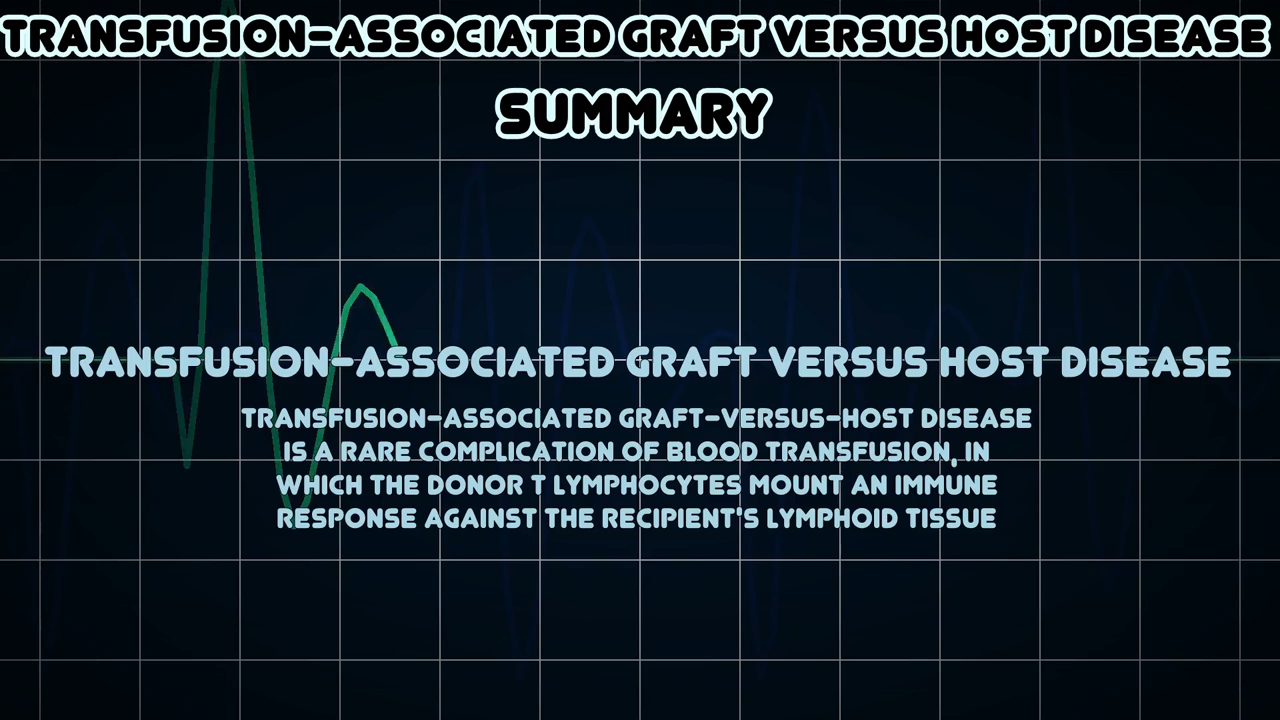 TRANSFUSION-ASSOCIATED GRAFT VERSUS HOST DISEASE
SUMMARY
TRANSFUSION-ASSOCIATED GRAFT VERSUS HOST DISEASE
TRANSFUSION-ASSOCIATED GRAFT-VERSUS-HOST DISEASE
IS A RARE COMPLICATION OF BLOOD TRANSFUSION, IN
WHICH THE DONOR T LYMPHOCYTES MOUNT AN IMMUNE
RESPONSE AGAINST THE RECIPIENT'S LYMPHOID TISSUE